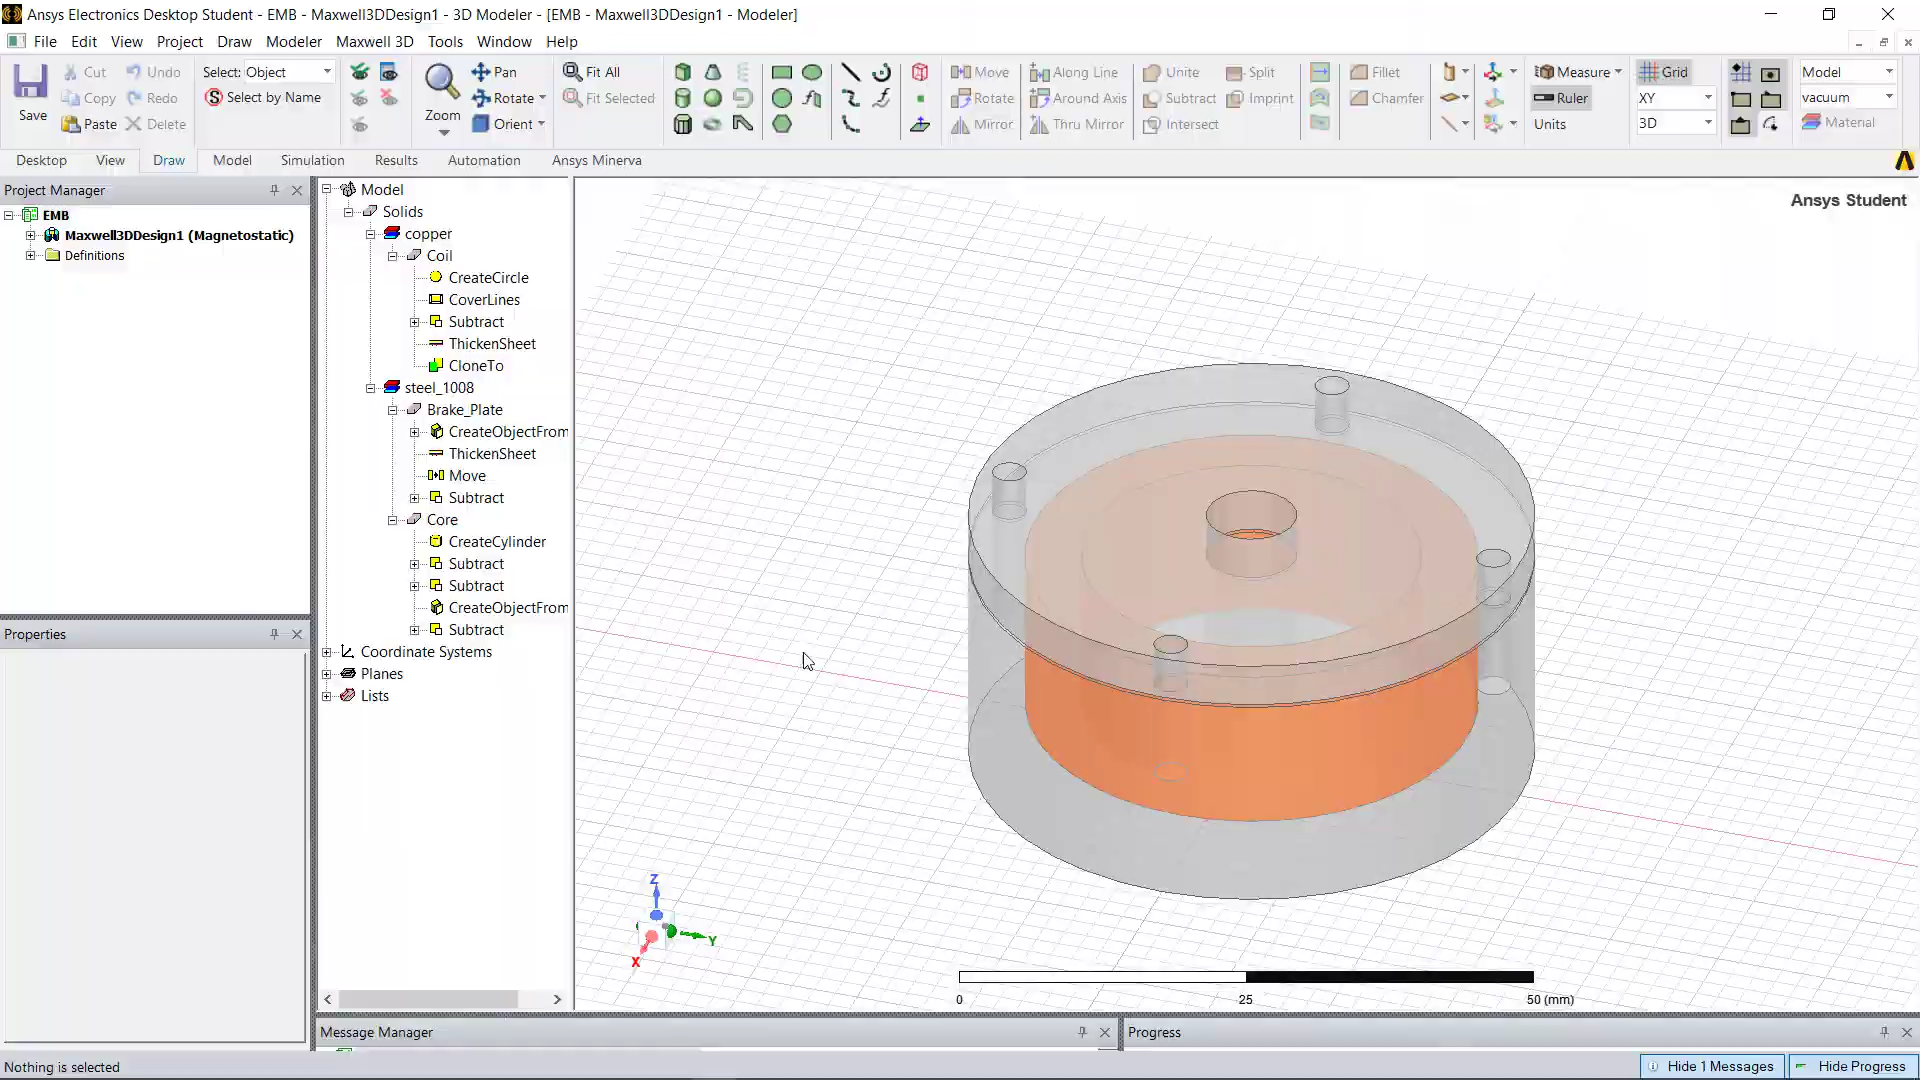 Ansys Electronics Desktop Student - EMB - Maxwell3DDesign1 - 3D Modeler - [EMB - Maxwell3DDesign1 - Modeler]
File Edit View Project Draw Modeler Maxwell 3D Tools Window Help
Save
Cut
Copy
Paste
Undo
Redo
Delete
Select: Object
Select by Name
Zoom
Pan
Rotate
Orient
Fit All
Fit Selected
Move
Rotate
Mirror
Along Line
Around Axis
Thru Mirror
Unite
Subtract
Intersect
Split
Imprint
Fillet
Chamfer
Measure
Ruler
Units
Grid
XY
3D
Model
vacuum
Material
Desktop View Draw Model Simulation Results Automation Ansys Minerva
Project Manager
EMB
Maxwell3DDesign1 (Magnetostatic)
Definitions
Properties
Model
Solids
copper
Coil
CreateCircle
CoverLines
Subtract
ThickenSheet
CloneTo
steel_1008
Brake_Plate
CreateObjectFrom
ThickenSheet
Move
Subtract
Core
CreateCylinder
Subtract
Subtract
CreateObjectFrom
Subtract
Coordinate Systems
Planes
Lists
Ansys Student
Z
Y
X
0 25 50 (mm)
Message Manager
Progress
Nothing is selected
Hide 1 Messages
Hide Progress